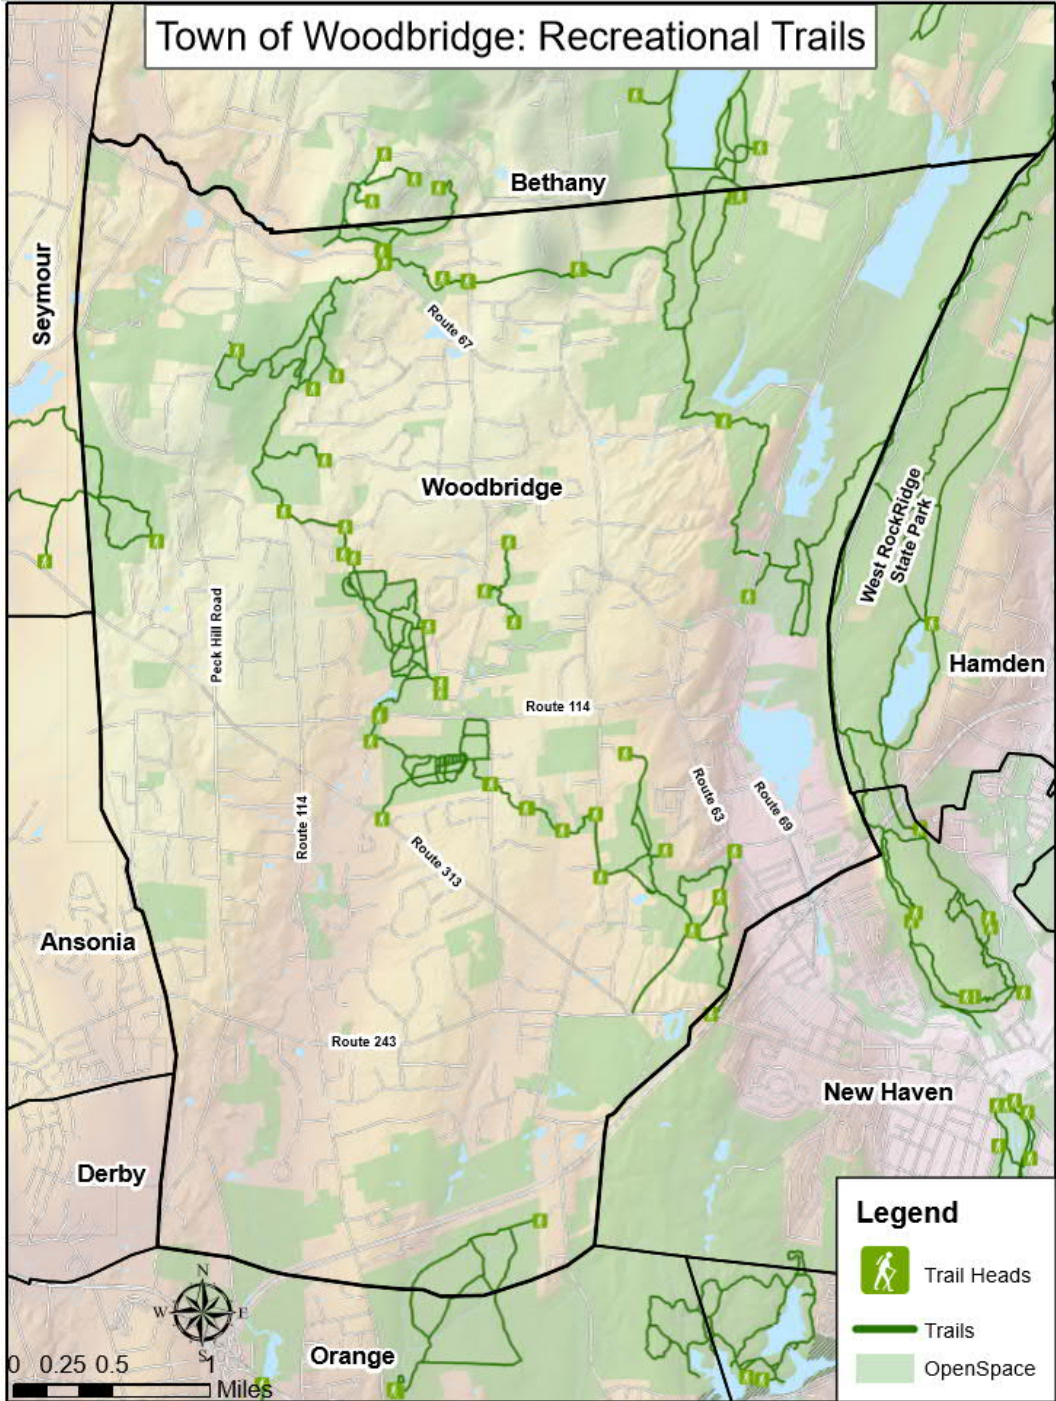 Town of Woodbridge: Recreational Trails
Bethany
Seymour
Route 67
Woodbridge
West RockRidge
State Park
Peck Hill Road
Hamden
Route 114
Route 63
Route 69
Route 114
Route 313
Ansonia
Route 243
New Haven
Derby
Legend
Trail Heads
Trails
OpenSpace
N
W
E
S
Orange
0 0.25 0.5 1
Miles